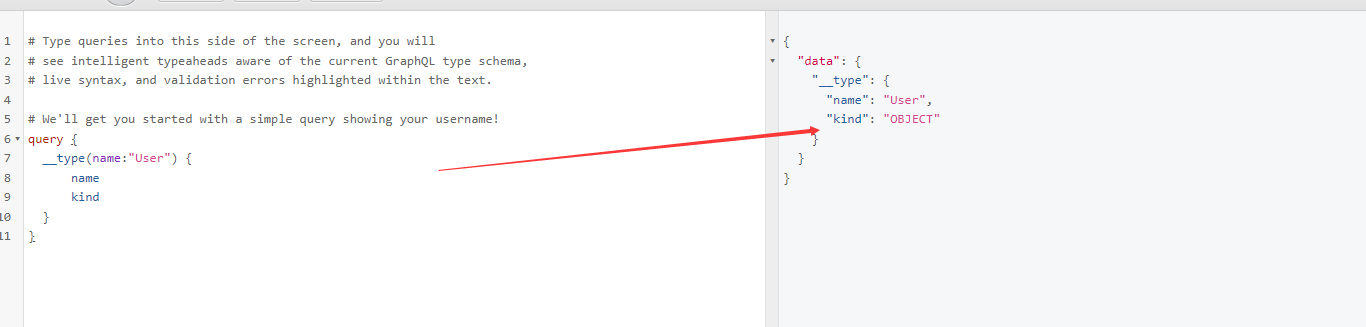 1 # Type queries into this side of the screen, and you will
2 # see intelligent typeaheads aware of the current GraphQL type schema,
3 # live syntax, and validation errors highlighted within the text.
4
5 # We'll get you started with a simple query showing your username!
6 query {
7 __type(name:"User") {
8 name
9 kind
10 }
11 }
{
"data": {
"__type": {
"name": "User",
"kind": "OBJECT"
}
}
}